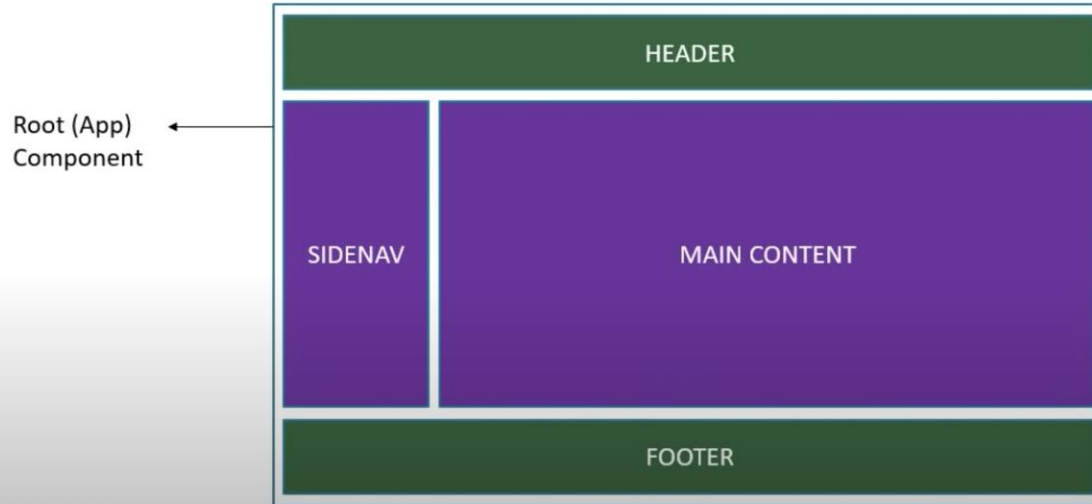 HEADER
Root (App)
Component
SIDENAV
MAIN CONTENT
FOOTER